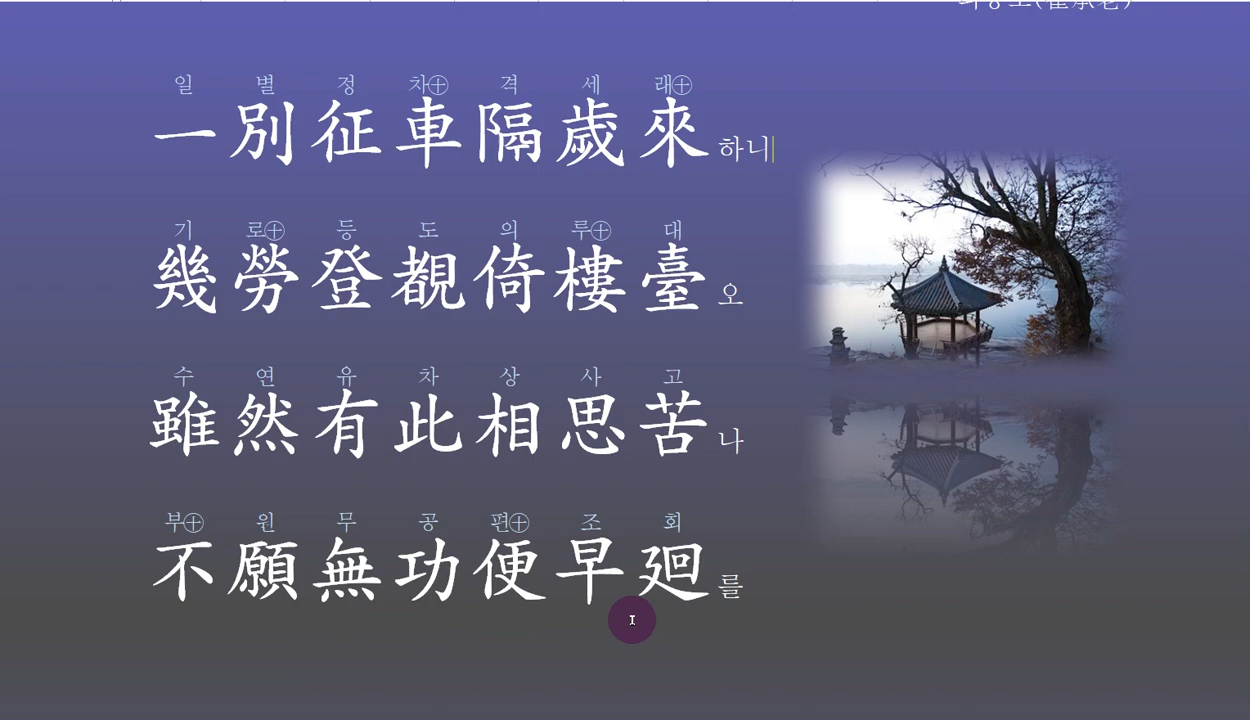 일 별 정 차㊉ 격 세 래㊉
一別征車隔歲來 하니
기 로㊉ 등 도 의 루㊉ 대
幾勞登覩倚樓臺 오
수 연 유 차 상 사 고
雖然有此相思苦 나
부㊉ 원 무 공 편㊉ 조 회
不願無功便早廻 를